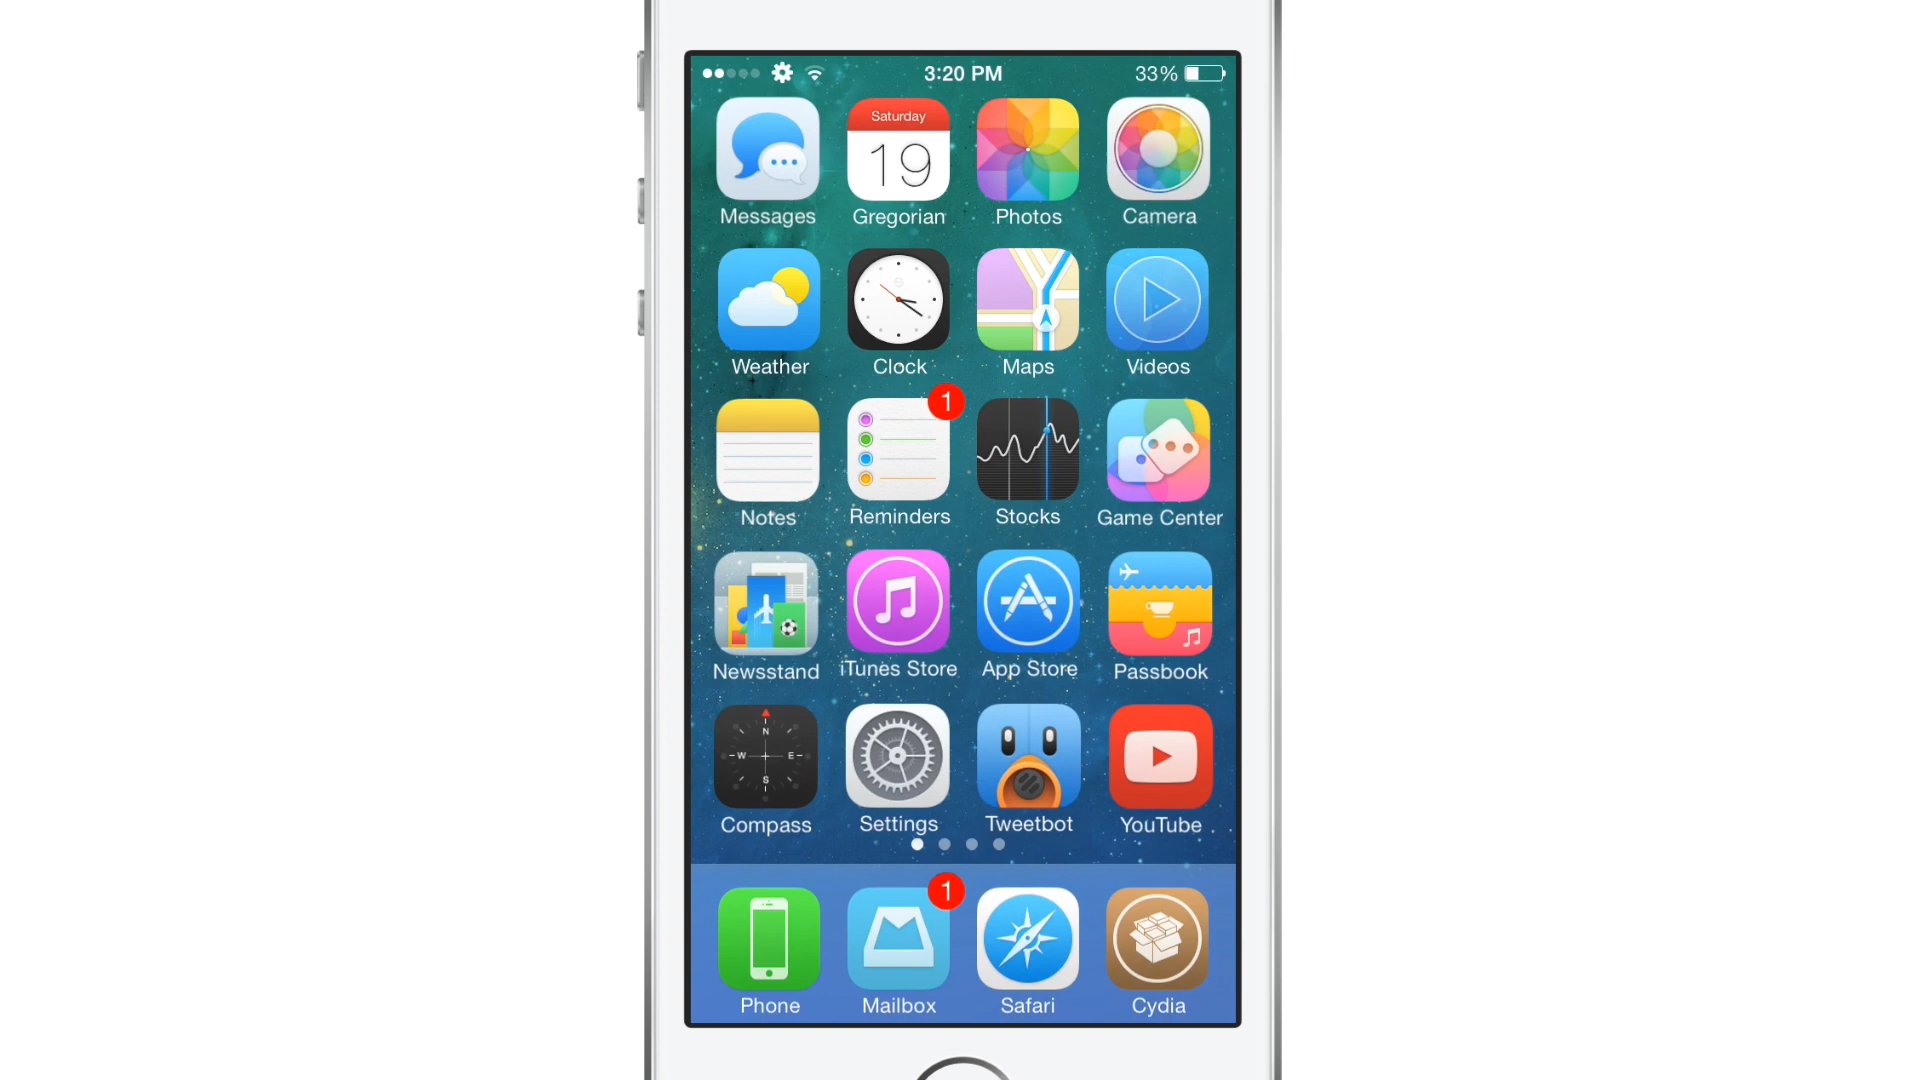 3:20 PM 33%
Saturday
19
Messages Gregorian Photos Camera
Weather Clock Maps Videos
1
Notes Reminders Stocks Game Center
Newsstand iTunes Store App Store Passbook
N
W E
S
Compass Settings Tweetbot YouTube
1
Phone Mailbox Safari Cydia